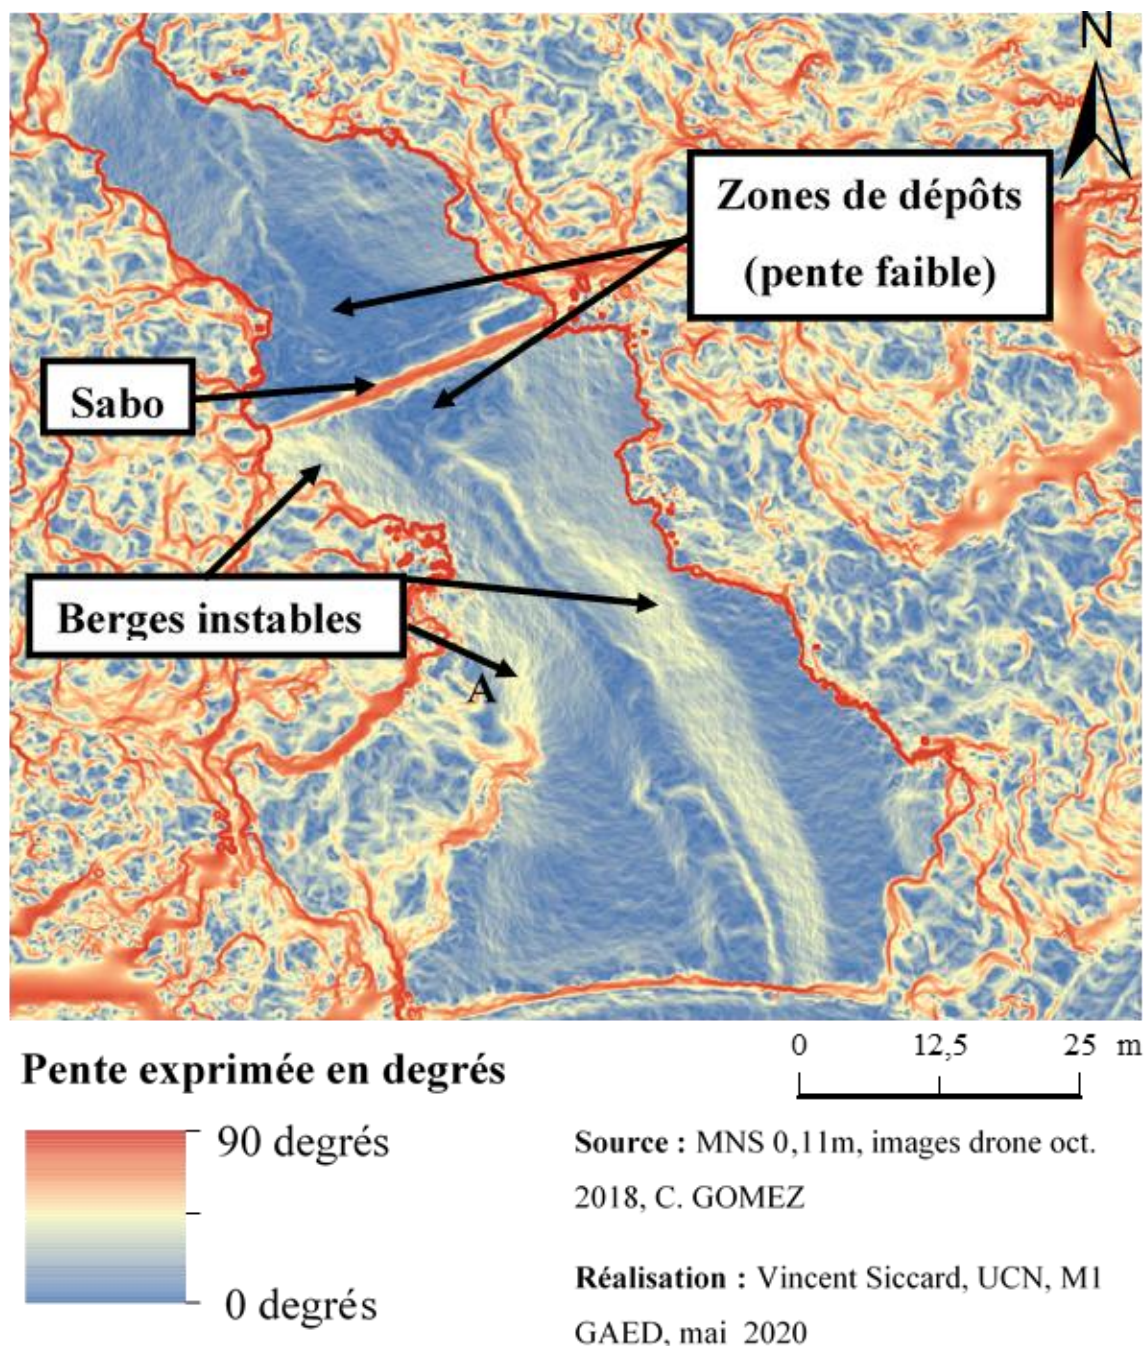 N
Zones de dépôts
(pente faible)
Sabo
Berges instables
A
Pente exprimée en degrés
90 degrés
0 degrés
0 12,5 25 m
Source : MNS 0,11m, images drone oct.
2018, C. GOMEZ
Réalisation : Vincent Siccard, UCN, M1
GAED, mai 2020